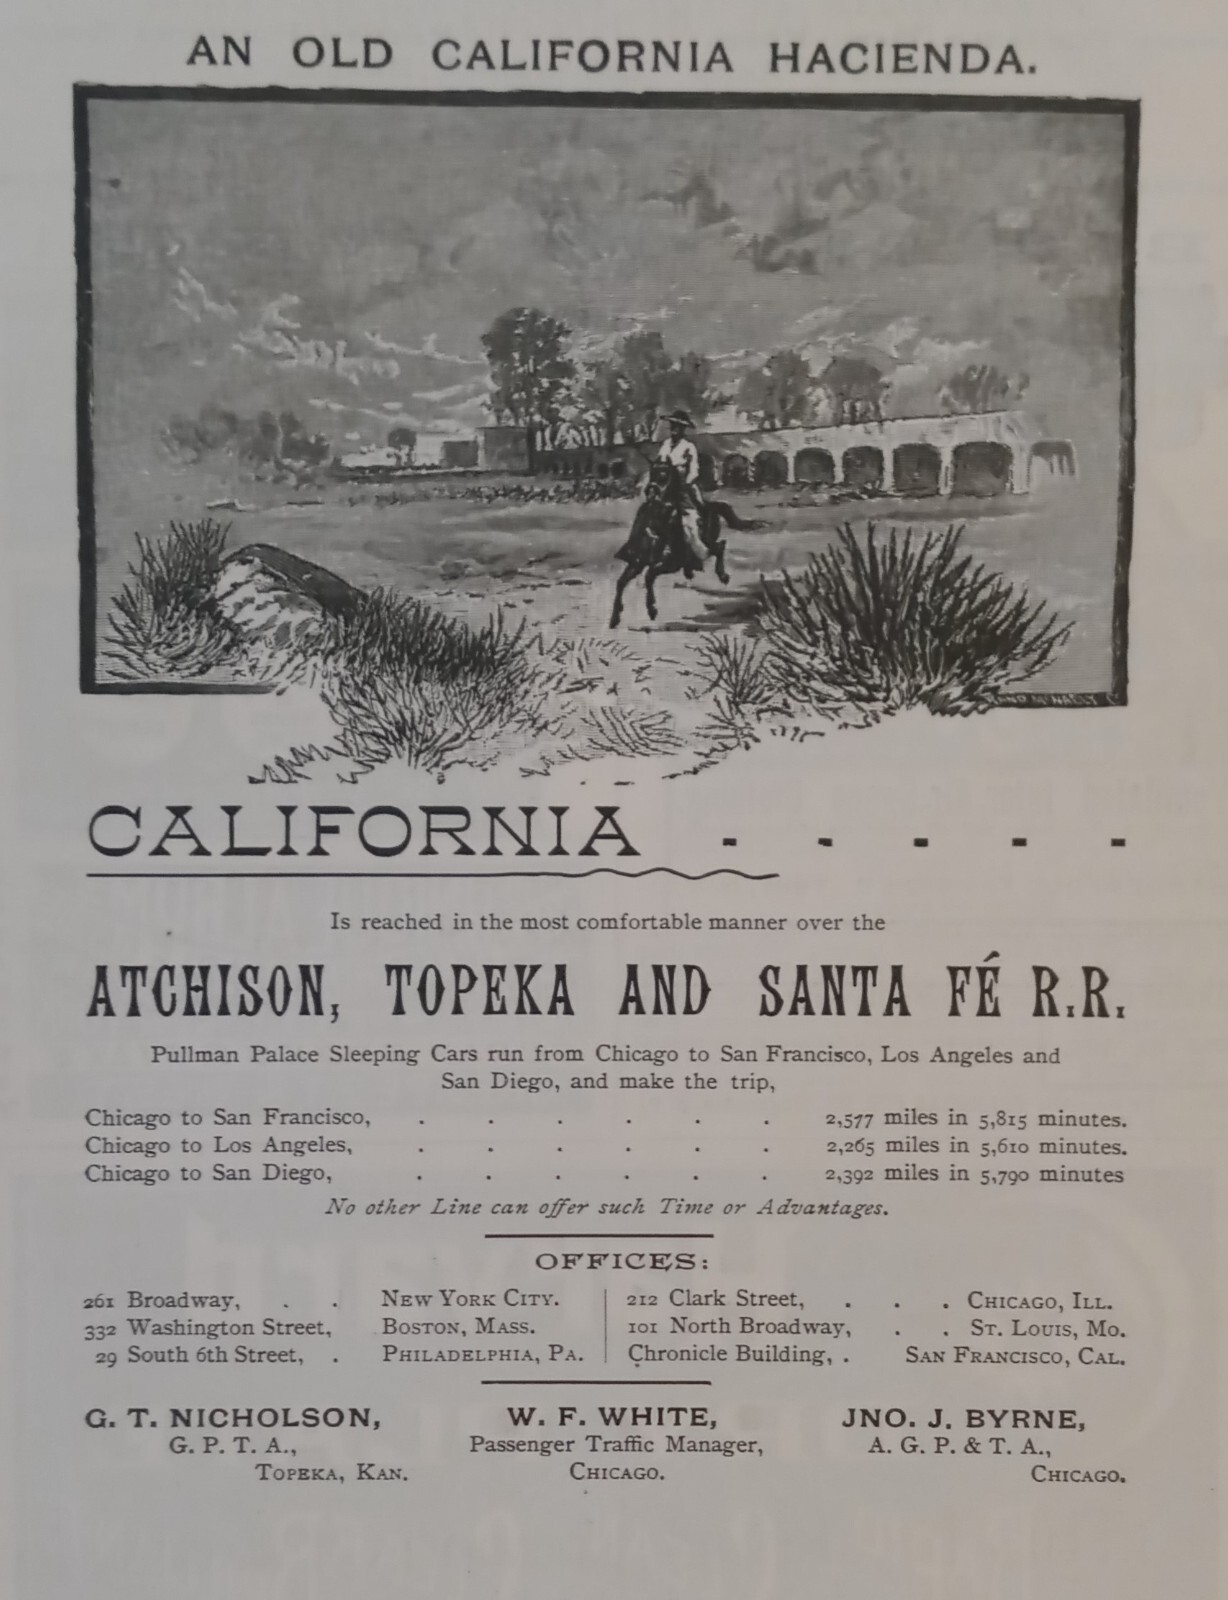 AN OLD CALIFORNIA HACIENDA.
CALIFORNIA - - - - -
Is reached in the most comfortable manner over the
ATCHISON, TOPEKA AND SANTA FÉ R.R.
Pullman Palace Sleeping Cars run from Chicago to San Francisco, Los Angeles and
San Diego, and make the trip,
Chicago to San Francisco, . . . . . . 2,577 miles in 5,815 minutes.
Chicago to Los Angeles, . . . . . . 2,265 miles in 5,610 minutes.
Chicago to San Diego, . . . . . . 2,392 miles in 5,790 minutes
No other Line can offer such Time or Advantages.
OFFICES:
261 Broadway, . . NEW YORK CITY.
332 Washington Street, BOSTON, MASS.
29 South 6th Street, . PHILADELPHIA, PA.
212 Clark Street, . . . CHICAGO, ILL.
101 North Broadway, . . ST. LOUIS, MO.
Chronicle Building, . SAN FRANCISCO, CAL.
G. T. NICHOLSON,
G. P. T. A.,
TOPEKA, KAN.
W. F. WHITE,
Passenger Traffic Manager,
CHICAGO.
JNO. J. BYRNE,
A. G. P. & T. A.,
CHICAGO.